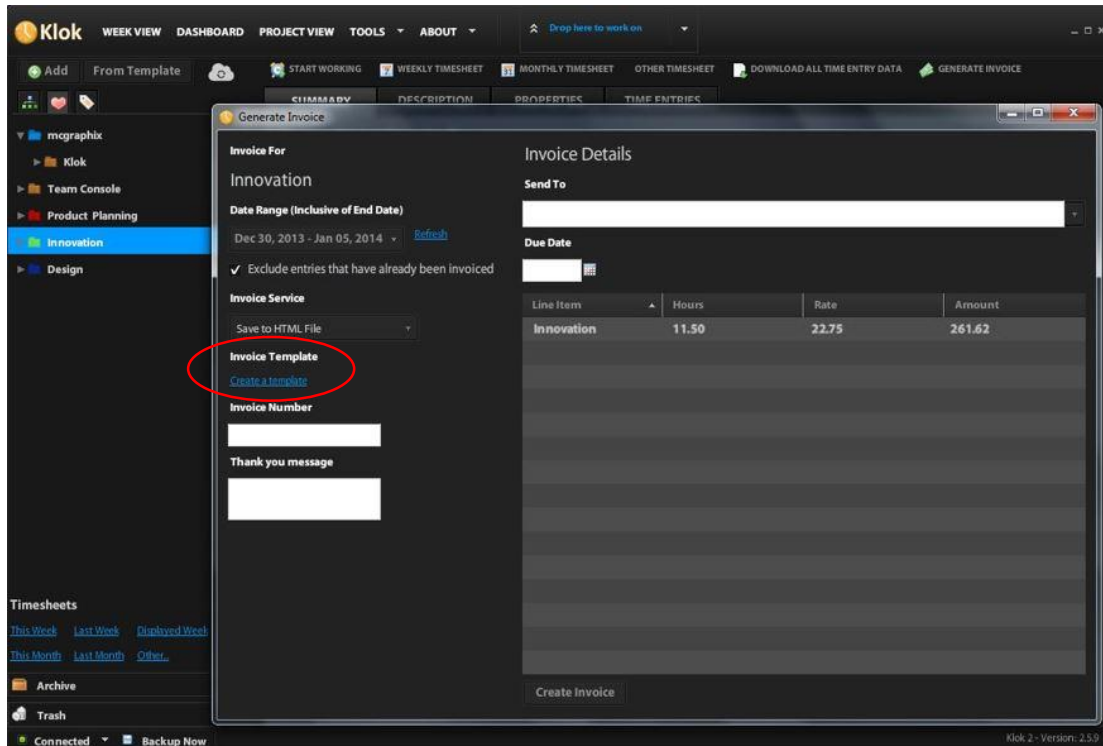 Klok WEEK VIEW DASHBOARD PROJECT VIEW TOOLS ABOUT Drop here to work on
Add From Template START WORKING WEEKLY TIMESHEET MONTHLY TIMESHEET OTHER TIMESHEET DOWNLOAD ALL TIME ENTRY DATA GENERATE INVOICE
SUMMARY DESCRIPTION PROPERTIES TIME ENTRIES
mcgraphix
Klok
Team Console
Product Planning
Innovation
Design
Timesheets
This Week Last Week Displayed Week
This Month Last Month Other..
Archive
Trash
Connected Backup Now
Generate Invoice
Invoice For
Innovation
Date Range (Inclusive of End Date)
Dec 30, 2013 - Jan 05, 2014 Refresh
Exclude entries that have already been invoiced
Invoice Service
Save to HTML File
Invoice Template
Create a template
Invoice Number
Thank you message
Invoice Details
Send To
Due Date
Line Item Hours Rate Amount
Innovation 11.50 22.75 261.62
Create Invoice
Klok 2 - Version: 2.5.9